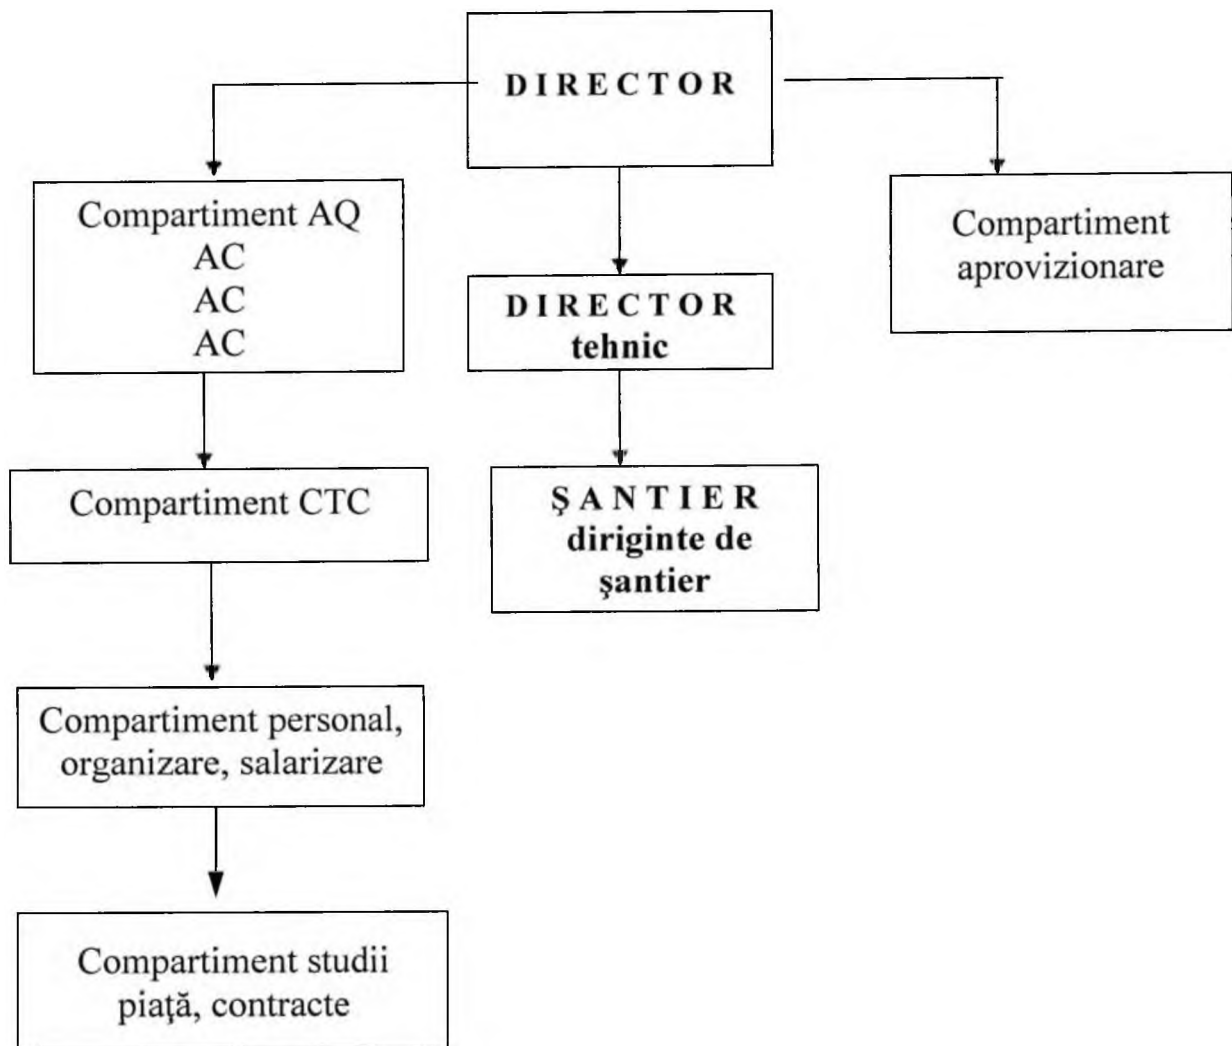 DIRECTOR
Compartiment AQ
AC
AC
AC
Compartiment
aprovizionare
DIRECTOR
tehnic
Compartiment CTC
ŞANTIER
diriginte de
şantier
Compartiment personal,
organizare, salarizare
Compartiment studii
piaţă, contracte